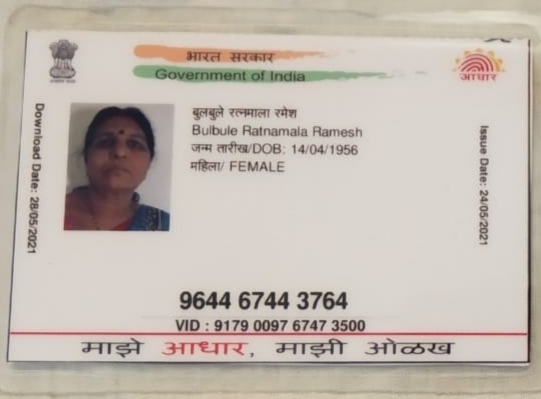 भारत सरकार
Government of India
आधार
Download Date: 28/05/2021
बुलबुले रत्नमाला रमेश
Bulbule Ratnamala Ramesh
जन्म तारीख/DOB: 14/04/1956
महिला/ FEMALE
Issue Date: 24/05/2021
9644 6744 3764
VID : 9179 0097 6747 3500
माझे आधार, माझी ओळख